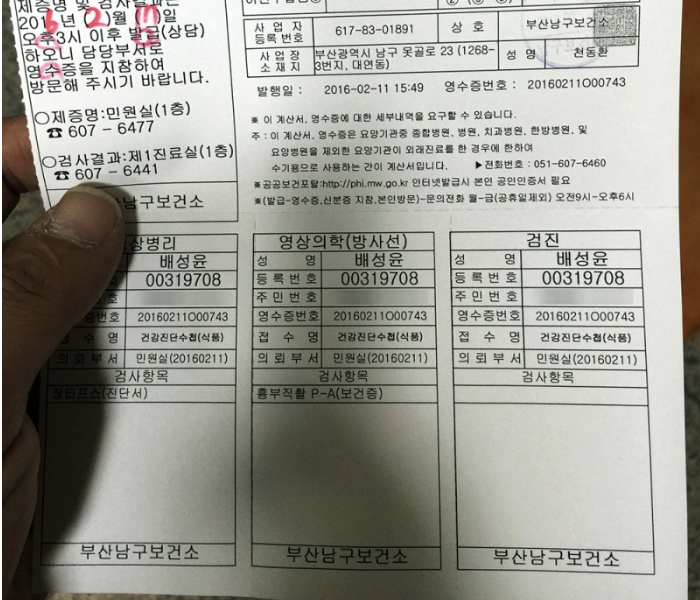 제증명 및 검사결과는
2016년 2월 17일
오후3시 이후 발급(상담)
하오니 담당부서로
영수증을 지참하여
방문해 주시기 바랍니다.
○제증명:민원실(1층)
☎ 607 - 6477
○검사결과:제1진료실(1층)
☎ 607 - 6441
남구보건소
사 업 자 등 록 번 호 617-83-01891 상 호 부산남구보건소
사 업 장 소 재 지 부산광역시 남구 못골로 23 (1268-3번지, 대연동) 성 명 천동환
발행일 : 2016-02-11 15:49 영수증번호 : 20160211O00743
※ 이 계산서, 영수증에 대한 세부내역을 요구할 수 있습니다.
주 : 이 계산서, 영수증은 요양기관중 종합병원, 병원, 치과병원, 한방병원, 및
요양병원을 제외한 요양기관이 외래진료를 한 경우에 한하여
수기용으로 사용하는 간이 계산서입니다. ▶전화번호 : 051-607-6460
※공공보건포탈:http://phi.mw.go.kr 인터넷발급시 본인 공인인증서 필요
※(발급-영수증,신분증 지참,본인방문)-문의전화 월-금(공휴일제외) 오전9시-오후6시
상병리
배성윤
00319708
호
20160211O00743
건강진단수첩(식품)
의뢰부서 민원실(20160211)
검사항목
장티프스(진단서)
부산남구보건소
영상의학(방사선)
성 명 배성윤
등록번호 00319708
주민번호
영수증번호 20160211O00743
접 수 명 건강진단수첩(식품)
의뢰부서 민원실(20160211)
검사항목
흉부직촬 P-A(보건증)
부산남구보건소
검진
성 명 배성윤
등록번호 00319708
주민번호
영수증번호 20160211O00743
접 수 명 건강진단수첩(식품)
의뢰부서 민원실(20160211)
검사항목
부산남구보건소